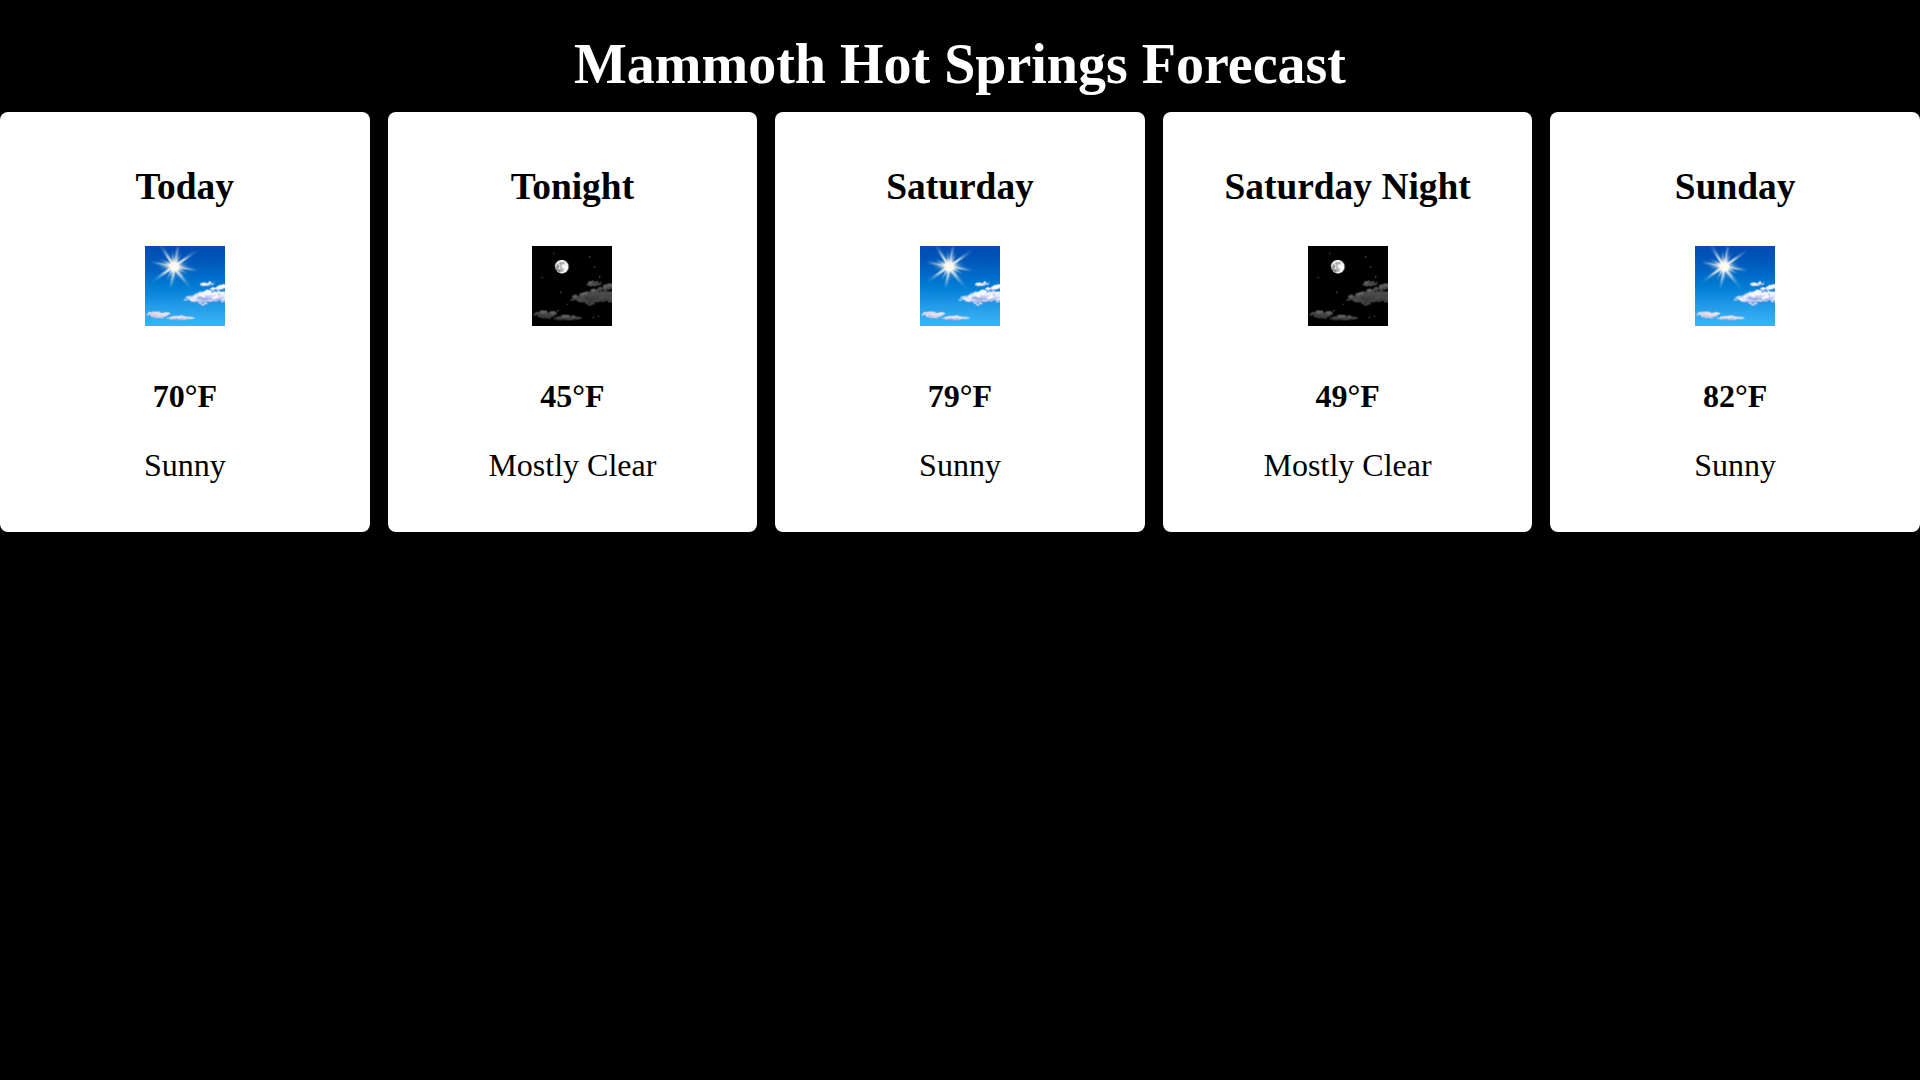 Mammoth Hot Springs Forecast
Today
70°F
Sunny
Tonight
45°F
Mostly Clear
Saturday
79°F
Sunny
Saturday Night
49°F
Mostly Clear
Sunday
82°F
Sunny